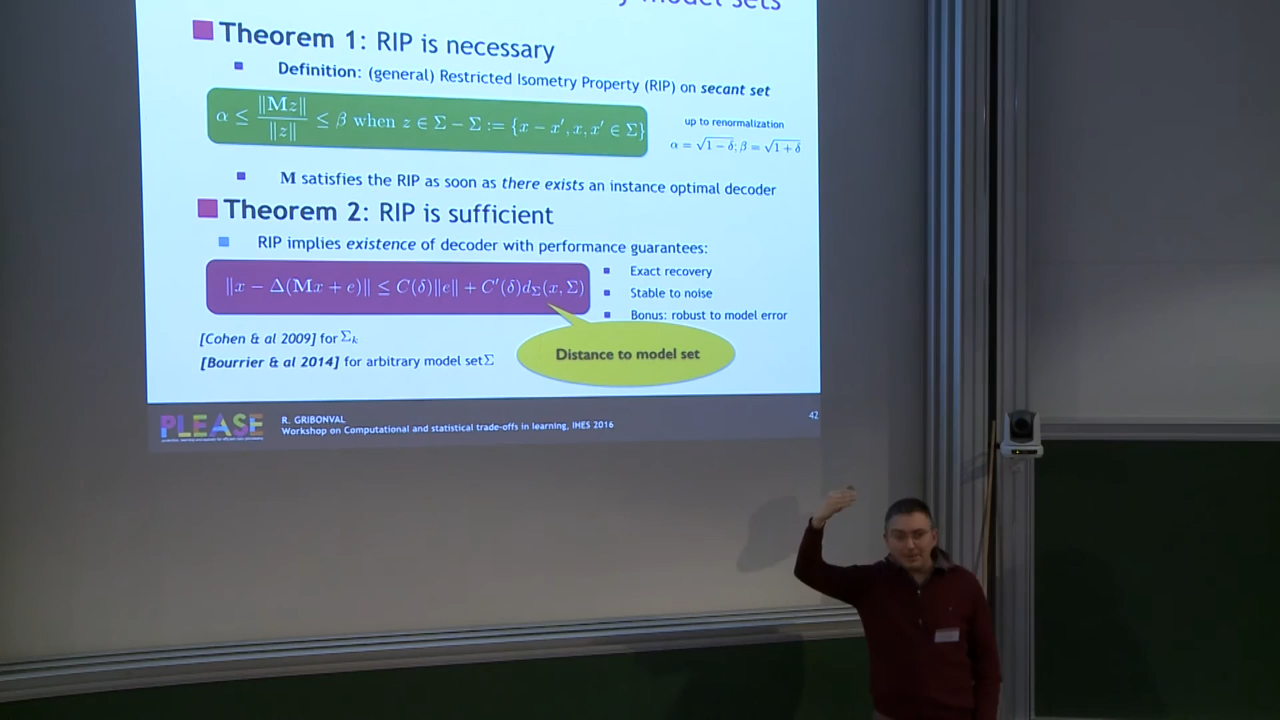 model sets
Theorem 1: RIP is necessary
Definition: (general) Restricted Isometry Property (RIP) on secant set
α ≤ ‖Mz‖ / ‖z‖ ≤ β when z ∈ Σ − Σ := {x − x′, x, x′ ∈ Σ}
up to renormalization
α = √1 − δ; β = √1 + δ
M satisfies the RIP as soon as there exists an instance optimal decoder
Theorem 2: RIP is sufficient
RIP implies existence of decoder with performance guarantees:
‖x − Δ(Mx + e)‖ ≤ C(δ)‖e‖ + C′(δ)dΣ(x, Σ)
Exact recovery
Stable to noise
Bonus: robust to model error
[Cohen & al 2009] for Σk
[Bourrier & al 2014] for arbitrary model set Σ
Distance to model set
PLEASE
R. GRIBONVAL
Workshop on Computational and statistical trade-offs in learning, IHES 2016
42